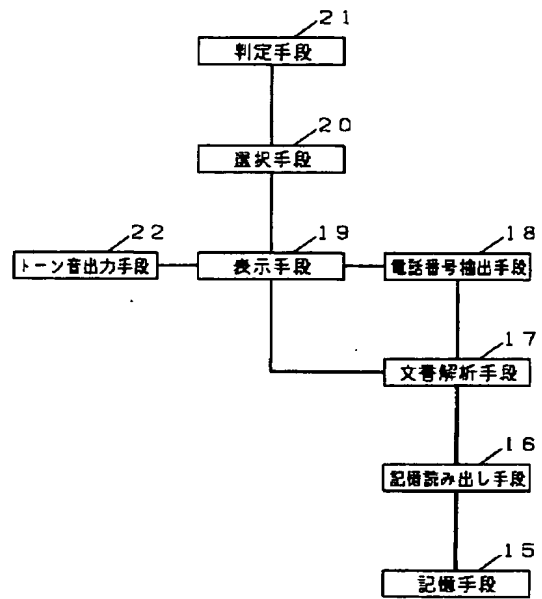 21
判定手段
20
選択手段
22
トーン音出力手段
19
表示手段
18
電話番号抽出手段
17
文書解析手段
16
記憶読み出し手段
15
記憶手段